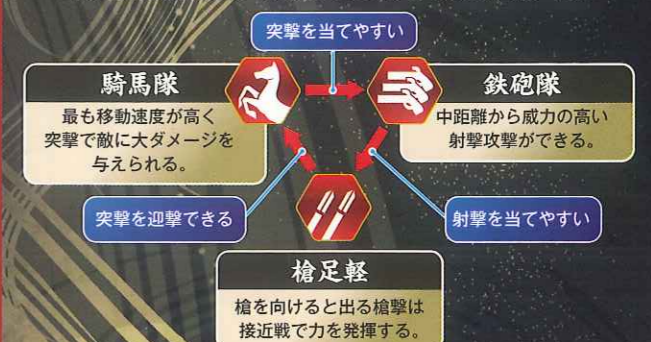 突撃を当てやすい
騎馬隊
最も移動速度が高く
突撃で敵に大ダメージを
与えられる。
鉄砲隊
中距離から威力の高い
射撃攻撃ができる。
突撃を迎撃できる
射撃を当てやすい
槍足軽
槍を向けると出る槍撃は
接近戦で力を発揮する。